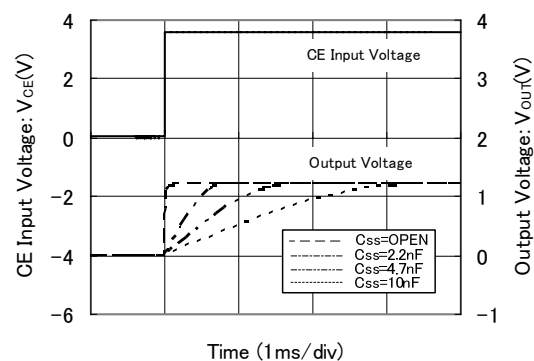 CE Input Voltage: VCE(V)
4
2
0
-2
-4
-6
CE Input Voltage
Output Voltage
Css=OPEN
Css=2.2nF
Css=4.7nF
Css=10nF
4
3
2
1
0
-1
Output Voltage: VOUT(V)
Time (1ms/div)